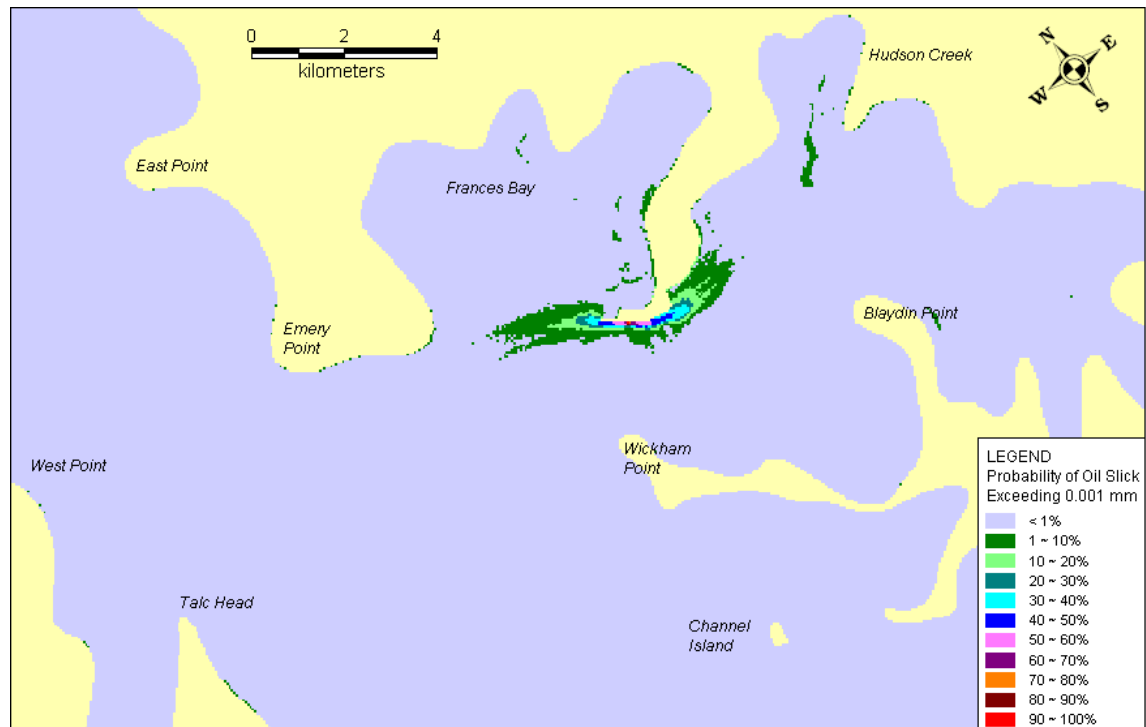 0 2 4
kilometers
N
E
W
S
Hudson Creek
East Point
Frances Bay
Emery
Point
Blaydin Point
West Point
Wickham
Point
Talc Head
Channel
Island
LEGEND
Probability of Oil Slick
Exceeding 0.001 mm
< 1%
1 ~ 10%
10 ~ 20%
20 ~ 30%
30 ~ 40%
40 ~ 50%
50 ~ 60%
60 ~ 70%
70 ~ 80%
80 ~ 90%
90 ~ 100%